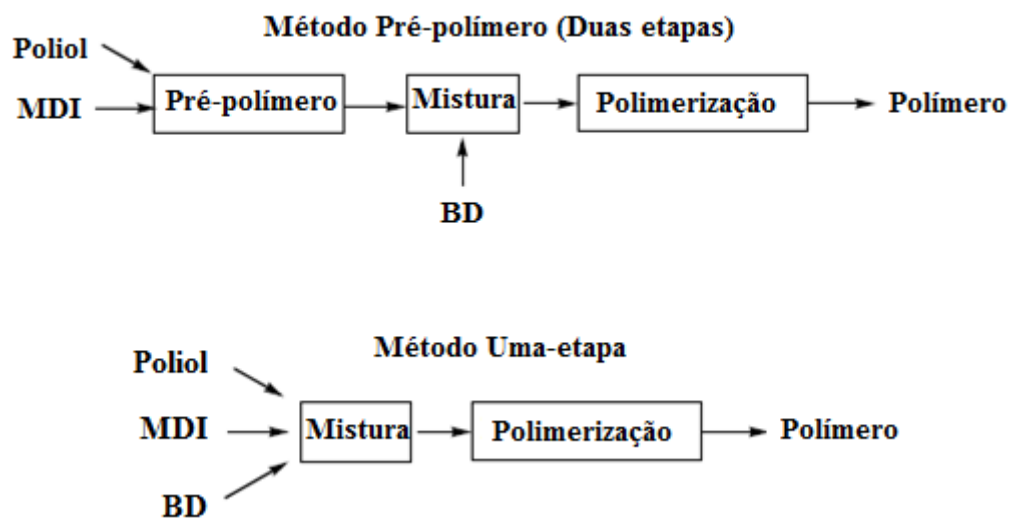 Método Pré-polímero (Duas etapas)
Poliol
MDI
Pré-polímero
Mistura
Polimerização
Polímero
BD
Método Uma-etapa
Poliol
MDI
Mistura
Polimerização
Polímero
BD